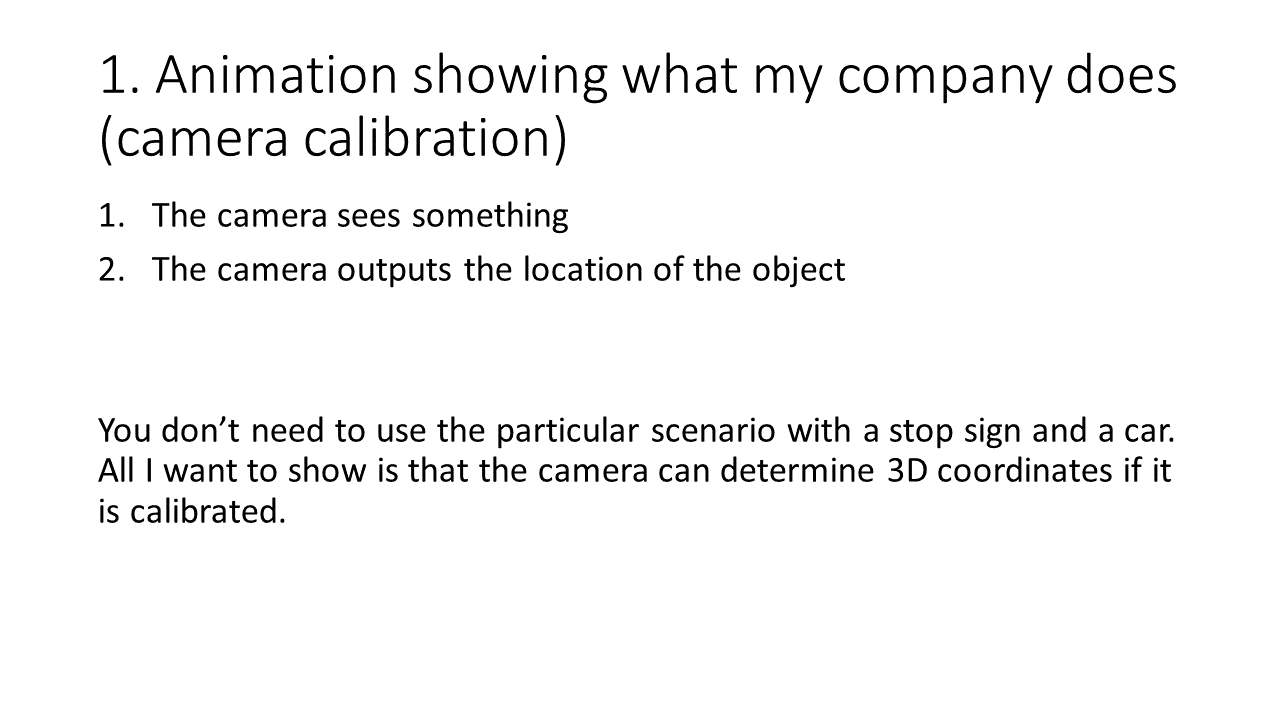 1. Animation showing what my company does
(camera calibration)
1. The camera sees something
2. The camera outputs the location of the object
You don’t need to use the particular scenario with a stop sign and a car.
All I want to show is that the camera can determine 3D coordinates if it
is calibrated.